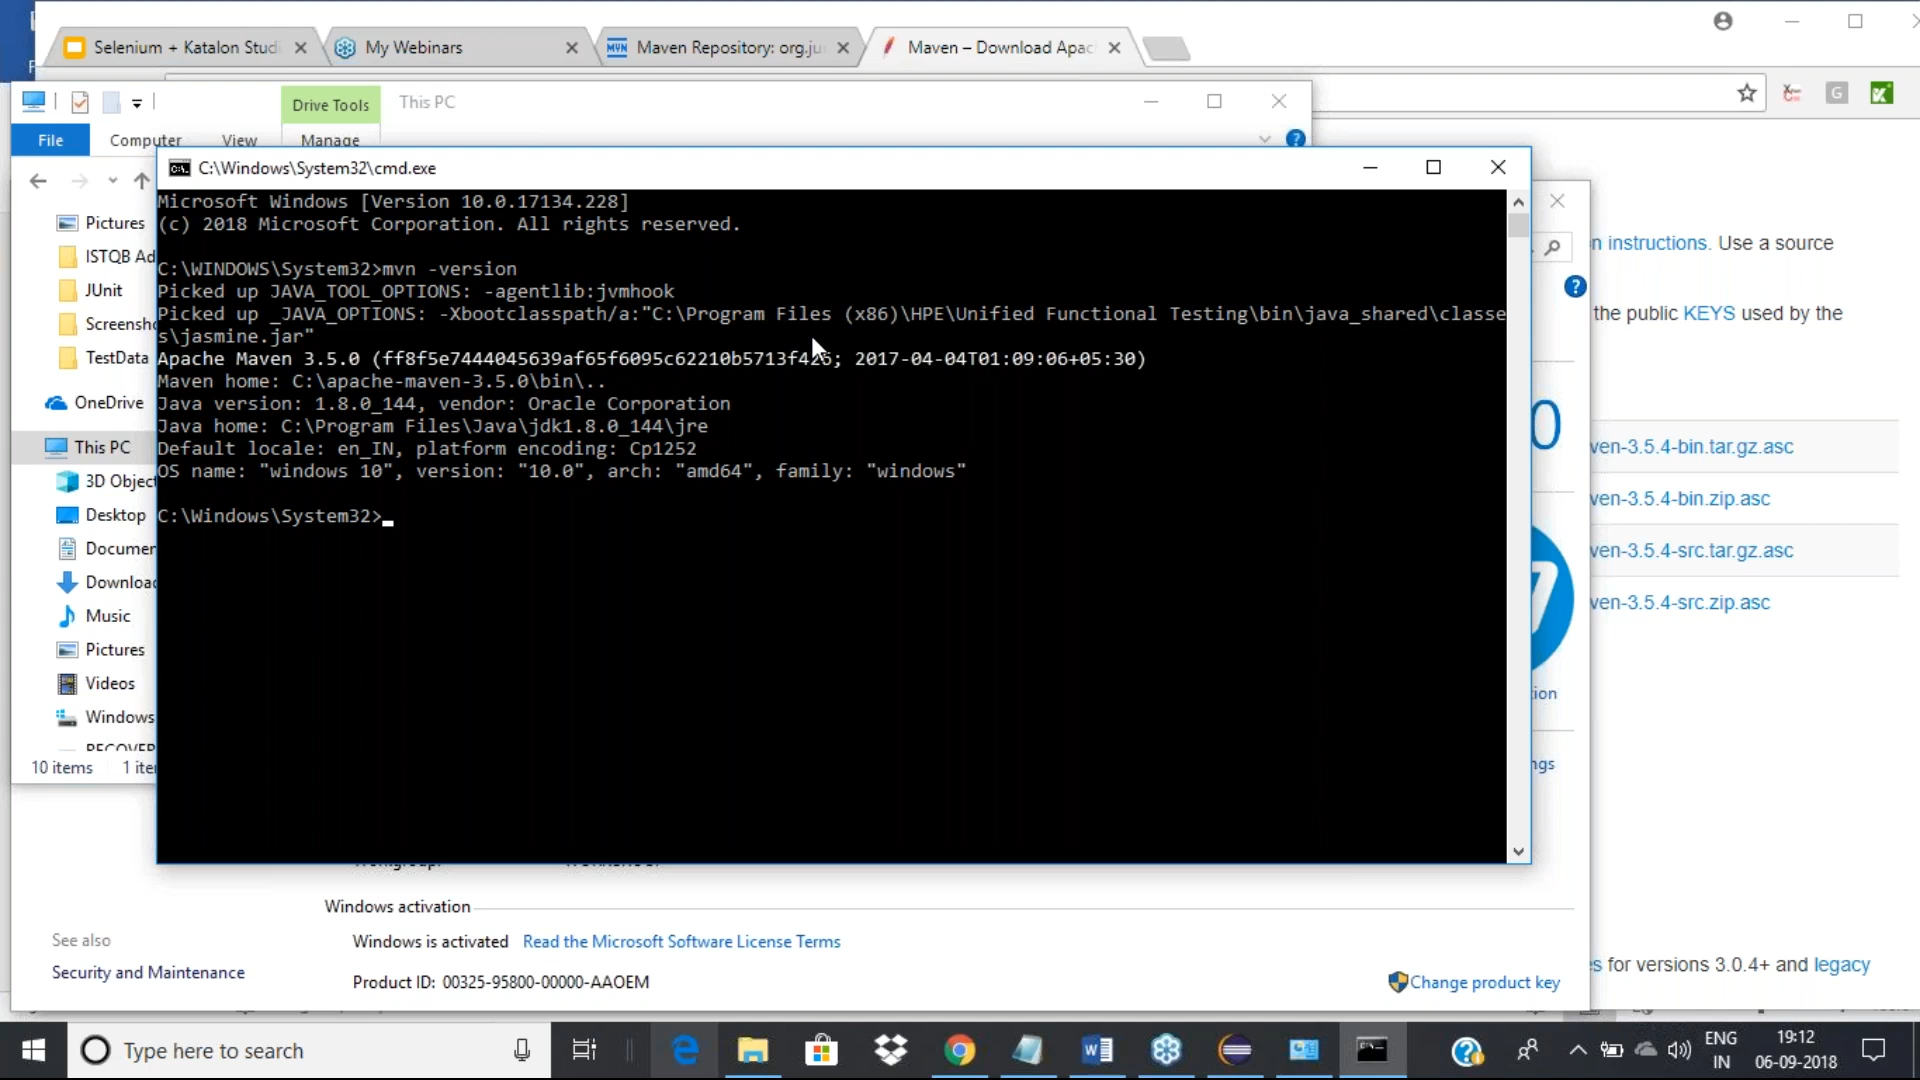 Selenium + Katalon Studi
My Webinars
MVN Maven Repository: org.ju
Maven – Download Apac
Drive Tools
This PC
File
Computer
View
Manage
C:\Windows\System32\cmd.exe
Microsoft Windows [Version 10.0.17134.228]
(c) 2018 Microsoft Corporation. All rights reserved.
C:\WINDOWS\System32>mvn -version
Picked up JAVA_TOOL_OPTIONS: -agentlib:jvmhook
Picked up _JAVA_OPTIONS: -Xbootclasspath/a:"C:\Program Files (x86)\HPE\Unified Functional Testing\bin\java_shared\classe
s\jasmine.jar"
Apache Maven 3.5.0 (ff8f5e7444045639af65f6095c62210b5713f426; 2017-04-04T01:09:06+05:30)
Maven home: C:\apache-maven-3.5.0\bin\..
Java version: 1.8.0_144, vendor: Oracle Corporation
Java home: C:\Program Files\Java\jdk1.8.0_144\jre
Default locale: en_IN, platform encoding: Cp1252
OS name: "windows 10", version: "10.0", arch: "amd64", family: "windows"
C:\Windows\System32>
Pictures
ISTQB Ad
JUnit
Screensho
TestData
OneDrive
This PC
3D Object
Desktop
Documen
Download
Music
Pictures
Videos
Windows
RECOVER
10 items 1 ite
n instructions. Use a source
the public KEYS used by the
0
ven-3.5.4-bin.tar.gz.asc
ven-3.5.4-bin.zip.asc
ven-3.5.4-src.tar.gz.asc
ven-3.5.4-src.zip.asc
tion
ngs
es for versions 3.0.4+ and legacy
Windows activation
Windows is activated Read the Microsoft Software License Terms
Product ID: 00325-95800-00000-AAOEM
Change product key
See also
Security and Maintenance
Type here to search
ENG
IN
19:12
06-09-2018